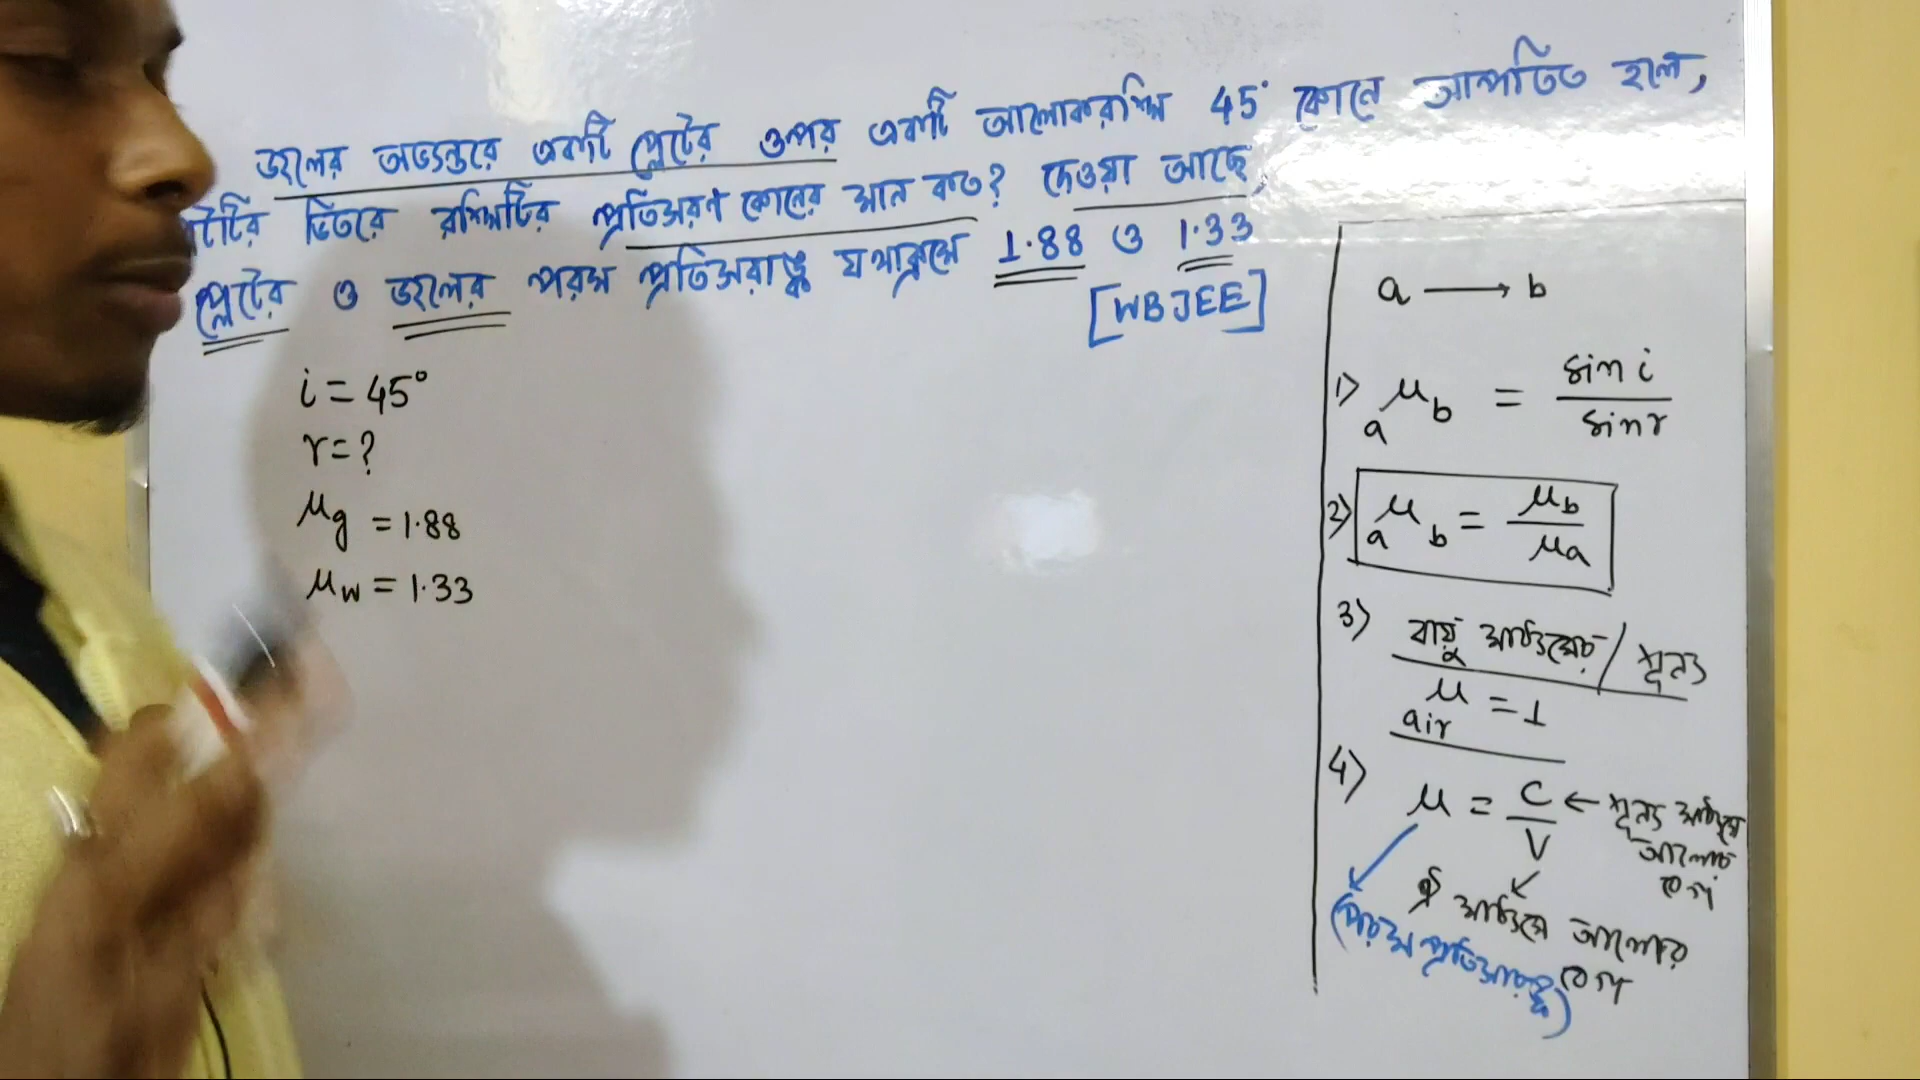 জলের অভ্যন্তরে একটি প্লেটের ওপর একটি আলোকরশ্মি 45° কোনে আপতিত হলে,
টটির ভিতরে রশ্মিটির প্রতিসরণ কোনের মান কত? দেওয়া আছে,
প্লেটের ও জলের পরম প্রতিসরাঙ্ক যথাক্রমে 1.88 ও 1.33
[WBJEE]
i = 45°
r = ?
μg = 1.88
μw = 1.33
a ⟶ b
1) aμb = sin i / sin r
2) aμb = μb / μa
3) বায়ু মাধ্যমের / শূন্য
μair = 1
4) μ = c / v ← শূন্য মাধ্যমে আলোর বেগ
ঐ মাধ্যমে আলোর বেগ
(পরম প্রতিসরাঙ্ক)